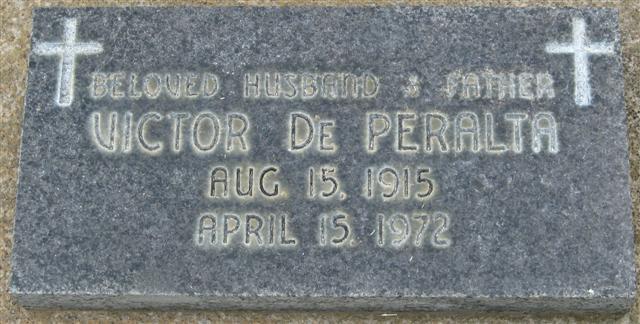 BELOVED HUSBAND & FATHER
VICTOR De PERALTA
AUG. 15, 1915
APRIL 15, 1972